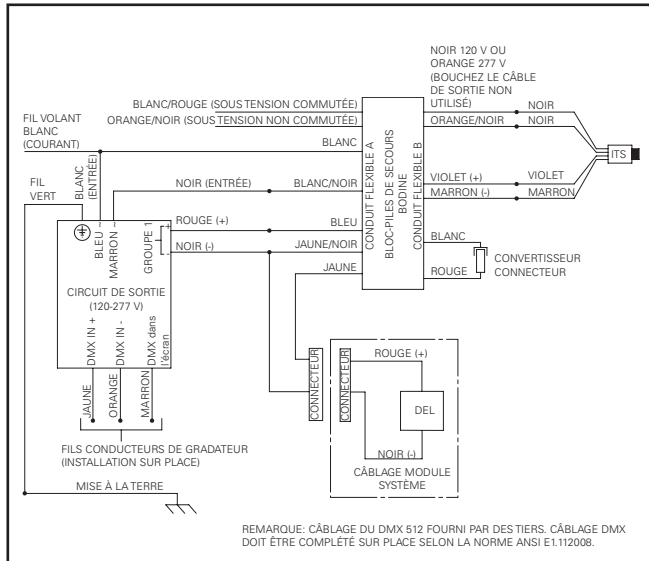 NOIR 120 V OU
ORANGE 277 V
(BOUCHEZ LE CÂBLE
DE SORTIE NON
UTILISÉ)
BLANC/ROUGE (SOUS TENSION COMMUTÉE)
ORANGE/NOIR (SOUS TENSION NON COMMUTÉE)
FIL VOLANT
BLANC
(COURANT)
BLANC
NOIR
ORANGE/NOIR
NOIR
ITS
FIL
VERT
BLANC
(ENTRÉE)
NOIR (ENTRÉE)
BLANC/NOIR
CONDUIT FLEXIBLE A
BLOC-PILES DE SECOURS
BODINE
CONDUIT FLEXIBLE B
VIOLET (+)
VIOLET
MARRON (-)
MARRON
BLEU ~
MARRON ~
GROUPE 1
+
-
ROUGE (+)
BLEU
NOIR (-)
JAUNE/NOIR
JAUNE
BLANC
ROUGE
CONVERTISSEUR
CONNECTEUR
CIRCUIT DE SORTIE
(120-277 V)
DMX IN +
DMX IN -
DMX dans
l'écran
JAUNE
ORANGE
MARRON
CONNECTEUR
CONNECTEUR
ROUGE (+)
DEL
NOIR (-)
CÂBLAGE MODULE
SYSTÈME
FILS CONDUCTEURS DE GRADATEUR
(INSTALLATION SUR PLACE)
MISE À LA TERRE
REMARQUE: CÂBLAGE DU DMX 512 FOURNI PAR DES TIERS. CÂBLAGE DMX
DOIT ÊTRE COMPLÉTÉ SUR PLACE SELON LA NORME ANSI E1.112008.